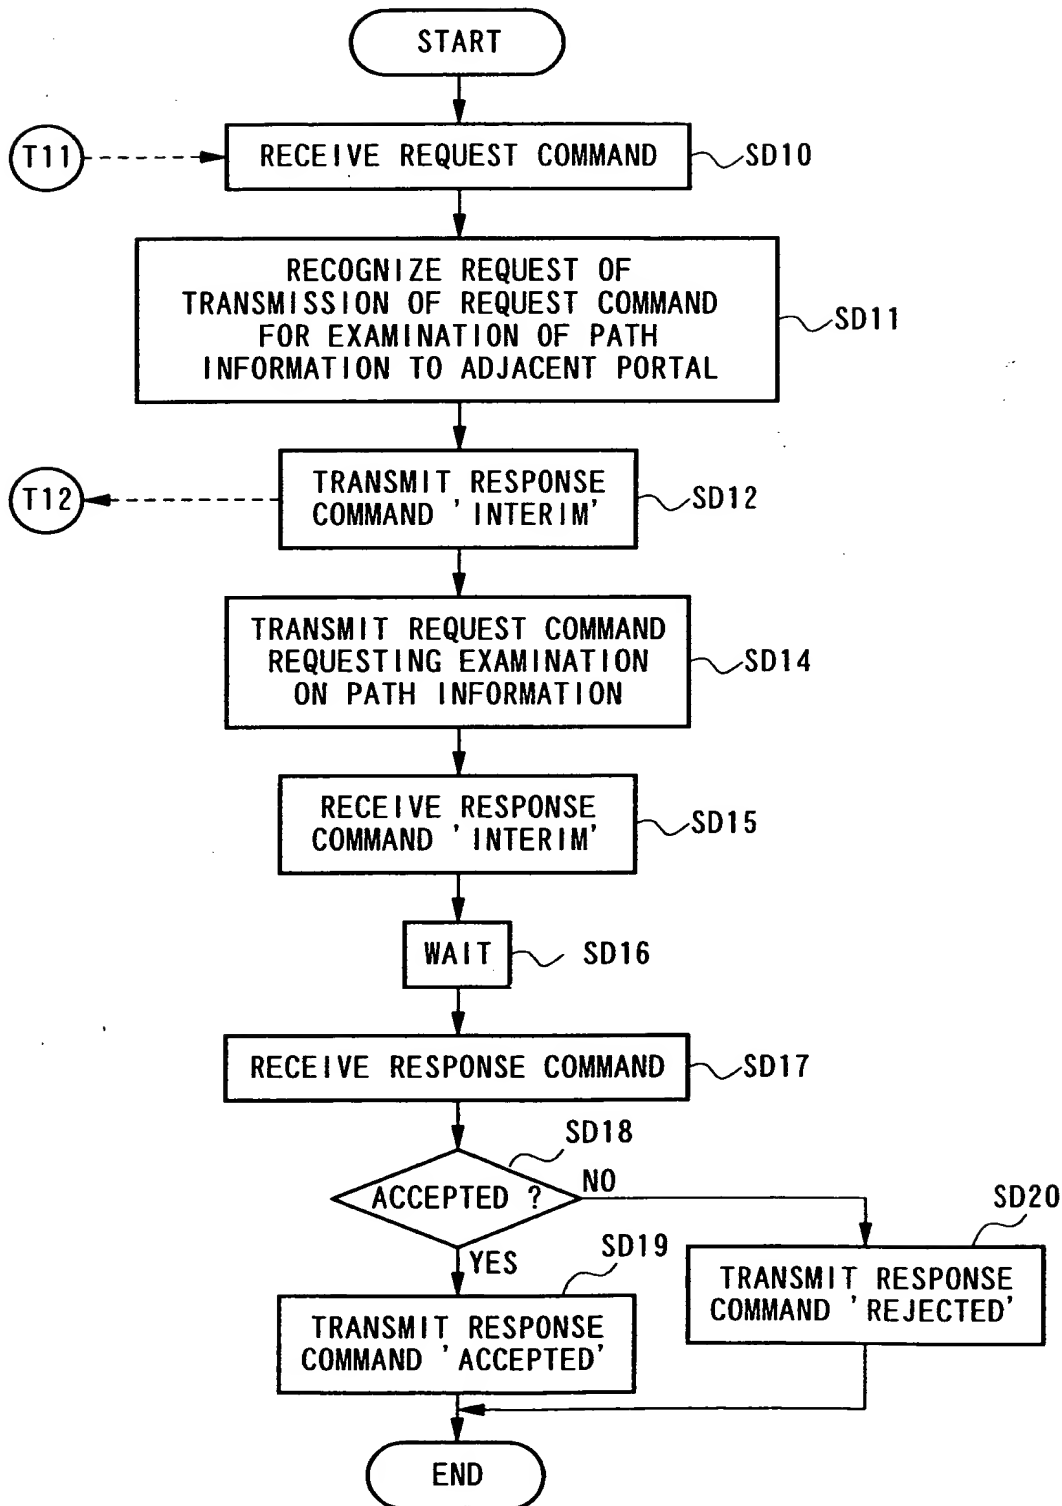 START
T11
RECEIVE REQUEST COMMAND
SD10
RECOGNIZE REQUEST OF
TRANSMISSION OF REQUEST COMMAND
FOR EXAMINATION OF PATH
INFORMATION TO ADJACENT PORTAL
SD11
T12
TRANSMIT RESPONSE
COMMAND 'INTERIM'
SD12
TRANSMIT REQUEST COMMAND
REQUESTING EXAMINATION
ON PATH INFORMATION
SD14
RECEIVE RESPONSE
COMMAND 'INTERIM'
SD15
WAIT
SD16
RECEIVE RESPONSE COMMAND
SD17
SD18
ACCEPTED ?
NO
YES
SD19
TRANSMIT RESPONSE
COMMAND 'ACCEPTED'
SD20
TRANSMIT RESPONSE
COMMAND 'REJECTED'
END